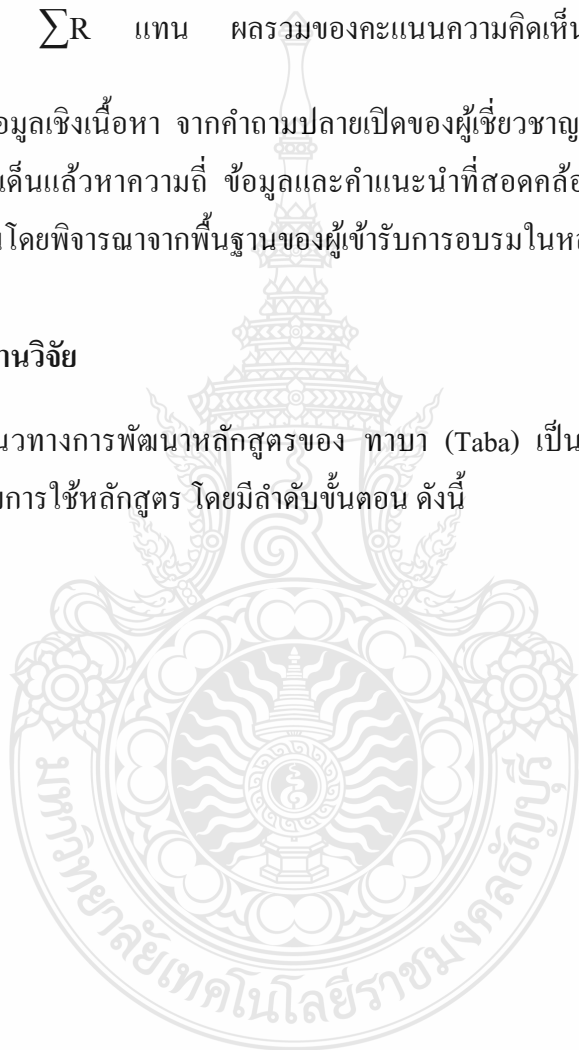 ∑R แทน ผลรวมของคะแนนความคิดเห็น
อมูลเชิงเนื้อหา จากคำถามปลายเปิดของผู้เชี่ยวชาญ
เด็นแล้วหาความถี่ ข้อมูลและคำแนะนำที่สอดคล้อ
นโดยพิจารณาจากพื้นฐานของผู้เข้ารับการอบรมในหล
านวิจัย
นวทางการพัฒนาหลักสูตรของ ทาบา (Taba) เป็น
การใช้หลักสูตร โดยมีลำดับขั้นตอน ดังนี้
มหาวิทยาลัยเทคโนโลยีราชมงคลธัญบุรี